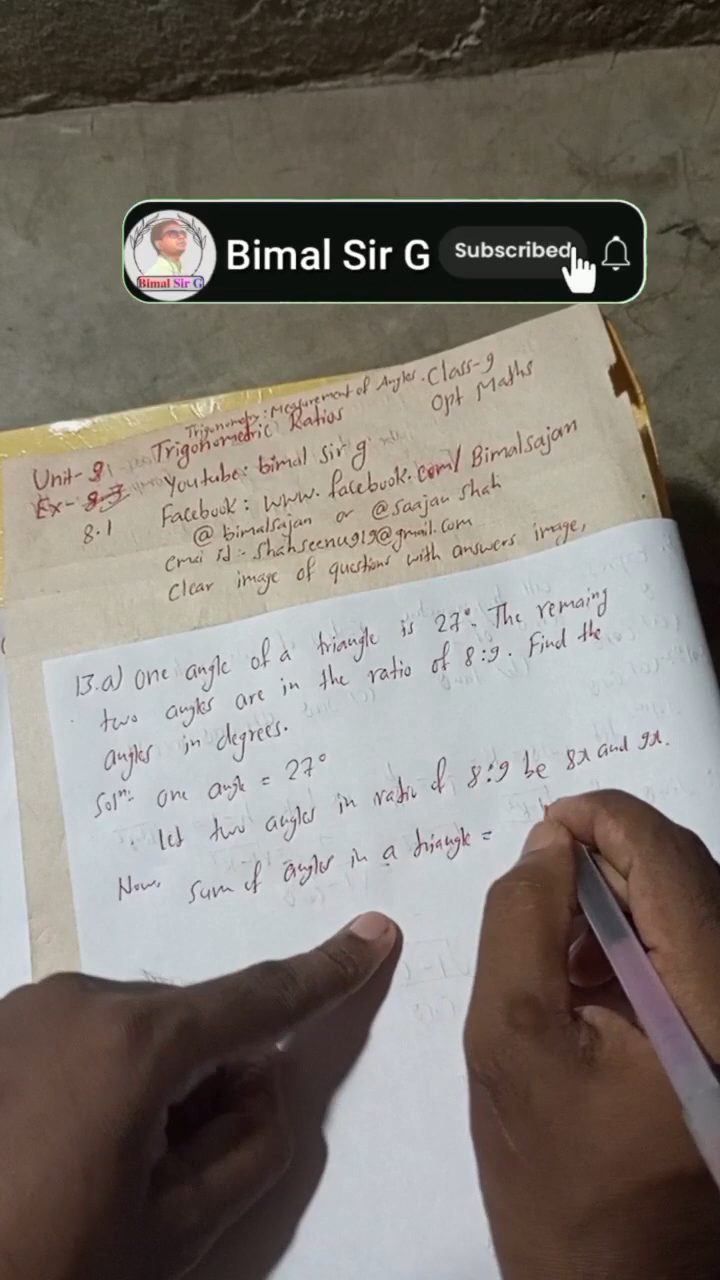 Bimal Sir G Subscribed
Bimal Sir G
Trigonometry: Measurement of Angles. Class-9
Unit-9 Trigonometric Ratios Opt Maths
Ex- 8.7 Youtube: bimal sir g
8.1 Facebook: www.facebook.com/Bimalsajan
@bimalsajan or @saajan shah
emai id:- shahseenu919@gmail.com
Clear image of questions with answers image,
13.a) One angle of a triangle is 27°. The remaing
two angles are in the ratio of 8:9. Find the
angles in degrees.
Solⁿ: One angle = 27°
Let two angles in ratio of 8:9 be 8x and 9x.
Now, sum of angles in a triangle =